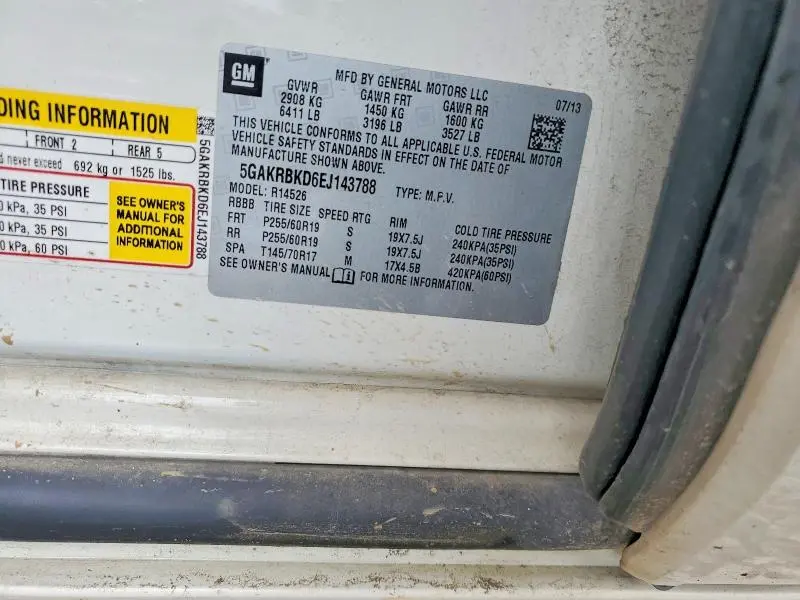 DING INFORMATION
FRONT 2 REAR 5
never exceed 692 kg or 1525 lbs.
TIRE PRESSURE
kPa, 35 PSI
kPa, 35 PSI
kPa, 60 PSI
SEE OWNER'S
MANUAL FOR
ADDITIONAL
INFORMATION
5GAKRBKD6EJ143788
GM
MFD BY GENERAL MOTORS LLC
07/13
GVWR GAWR FRT GAWR RR
2908 KG 1450 KG 1600 KG
6411 LB 3196 LB 3527 LB
THIS VEHICLE CONFORMS TO ALL APPLICABLE U.S. FEDERAL MOTOR
VEHICLE SAFETY STANDARDS IN EFFECT ON THE DATE OF
MANUFACTURE SHOWN ABOVE.
5GAKRBKD6EJ143788 TYPE: M.P.V.
MODEL: R14526
RBBB TIRE SIZE SPEED RTG RIM COLD TIRE PRESSURE
FRT P255/60R19 S 19X7.5J 240KPA(35PSI)
RR P255/60R19 S 19X7.5J 240KPA(35PSI)
SPA T145/70R17 M 17X4.5B 420KPA(60PSI)
SEE OWNER'S MANUAL FOR MORE INFORMATION.